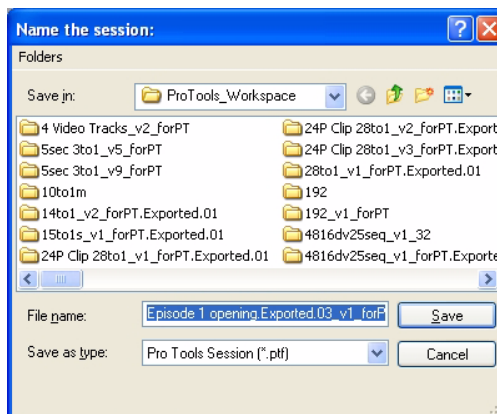 Name the session:
Folders
Save in: ProTools_Workspace
4 Video Tracks_v2_forPT
5sec 3to1_v5_forPT
5sec 3to1_v9_forPT
10to1m
14to1_v2_forPT.Exported.01
15to1s_v1_forPT.Exported.01
24P Clip 28to1_v1_forPT.Exported.01
24P Clip 28to1_v2_forPT.Exporte
24P Clip 28to1_v3_forPT.Exporte
28to1_v1_forPT.Exported.01
192
192_v1_forPT
4816dv25seq_v1_32
4816dv25seq_v1_forPT.Exporte
File name: Episode 1 opening.Exported.03_v1_forP
Save
Save as type: Pro Tools Session (*.ptf)
Cancel